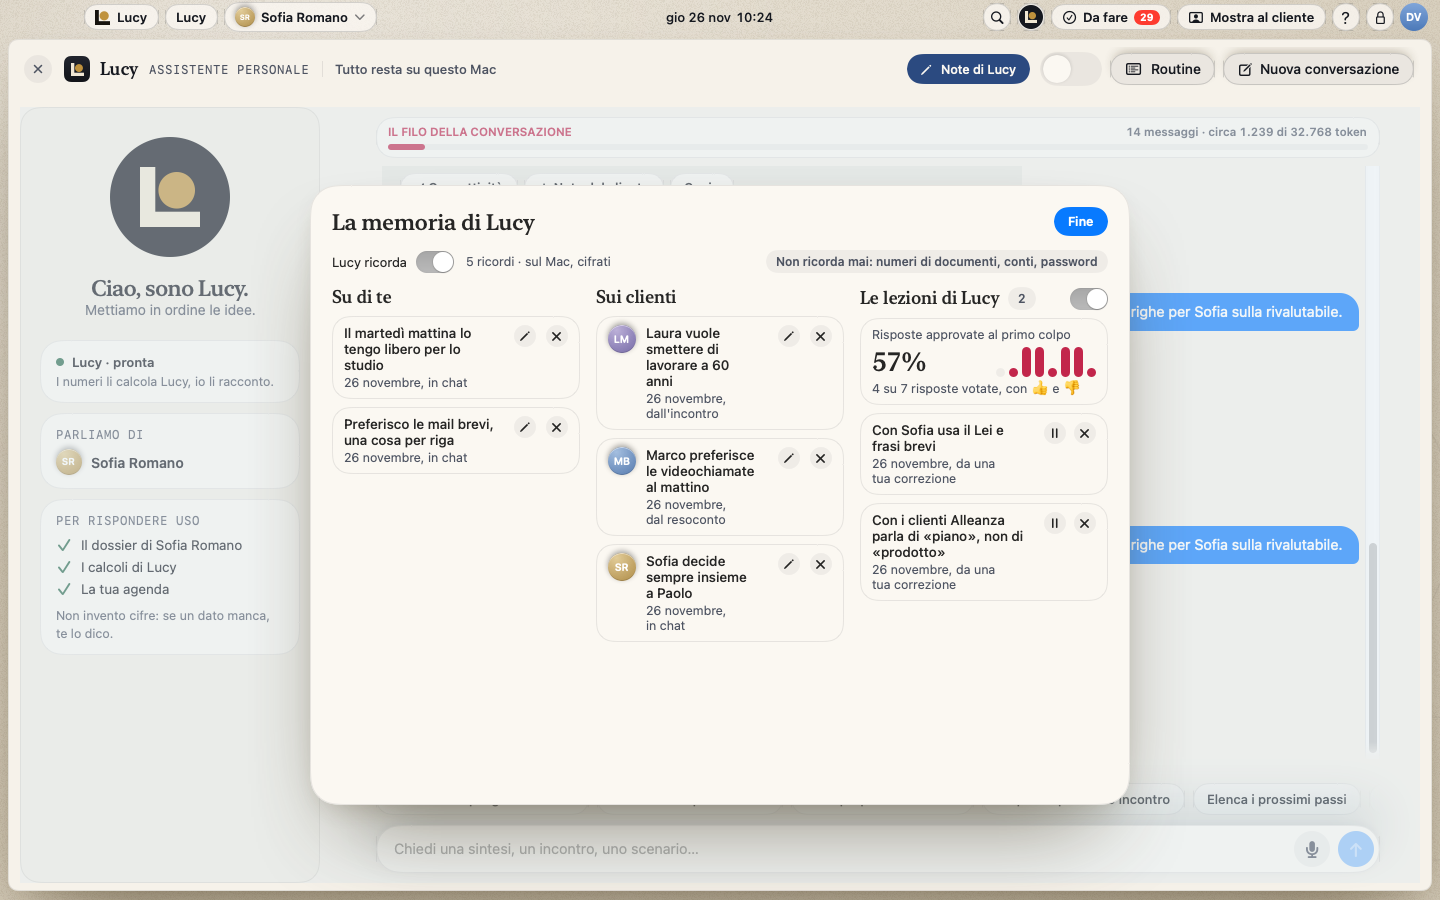 Lucy
Lucy
SR Sofia Romano
gio 26 nov 10:24
Da fare 29
Mostra al cliente
?
DV
Lucy ASSISTENTE PERSONALE Tutto resta su questo Mac
Note di Lucy
Routine
Nuova conversazione
Ciao, sono Lucy.
Mettiamo in ordine le idee.
Lucy · pronta
I numeri li calcola Lucy, io li racconto.
PARLIAMO DI
SR Sofia Romano
PER RISPONDERE USO
Il dossier di Sofia Romano
I calcoli di Lucy
La tua agenda
Non invento cifre: se un dato manca,
te lo dico.
IL FILO DELLA CONVERSAZIONE
14 messaggi · circa 1.239 di 32.768 token
La memoria di Lucy
Fine
Lucy ricorda
5 ricordi · sul Mac, cifrati
Non ricorda mai: numeri di documenti, conti, password
Su di te
Il martedì mattina lo
tengo libero per lo
studio
26 novembre, in chat
Preferisco le mail brevi,
una cosa per riga
26 novembre, in chat
Sui clienti
LM
Laura vuole
smettere di
lavorare a 60
anni
26 novembre,
dall'incontro
MB
Marco preferisce
le videochiamate
al mattino
26 novembre,
dal resoconto
SR
Sofia decide
sempre insieme
a Paolo
26 novembre,
in chat
Le lezioni di Lucy 2
Risposte approvate al primo colpo
57%
4 su 7 risposte votate, con 👍 e 👎
Con Sofia usa il Lei e
frasi brevi
26 novembre, da una
tua correzione
Con i clienti Alleanza
parla di «piano», non di
«prodotto»
26 novembre, da una
tua correzione
righe per Sofia sulla rivalutabile.
righe per Sofia sulla rivalutabile.
incontro
Elenca i prossimi passi
Chiedi una sintesi, un incontro, uno scenario...